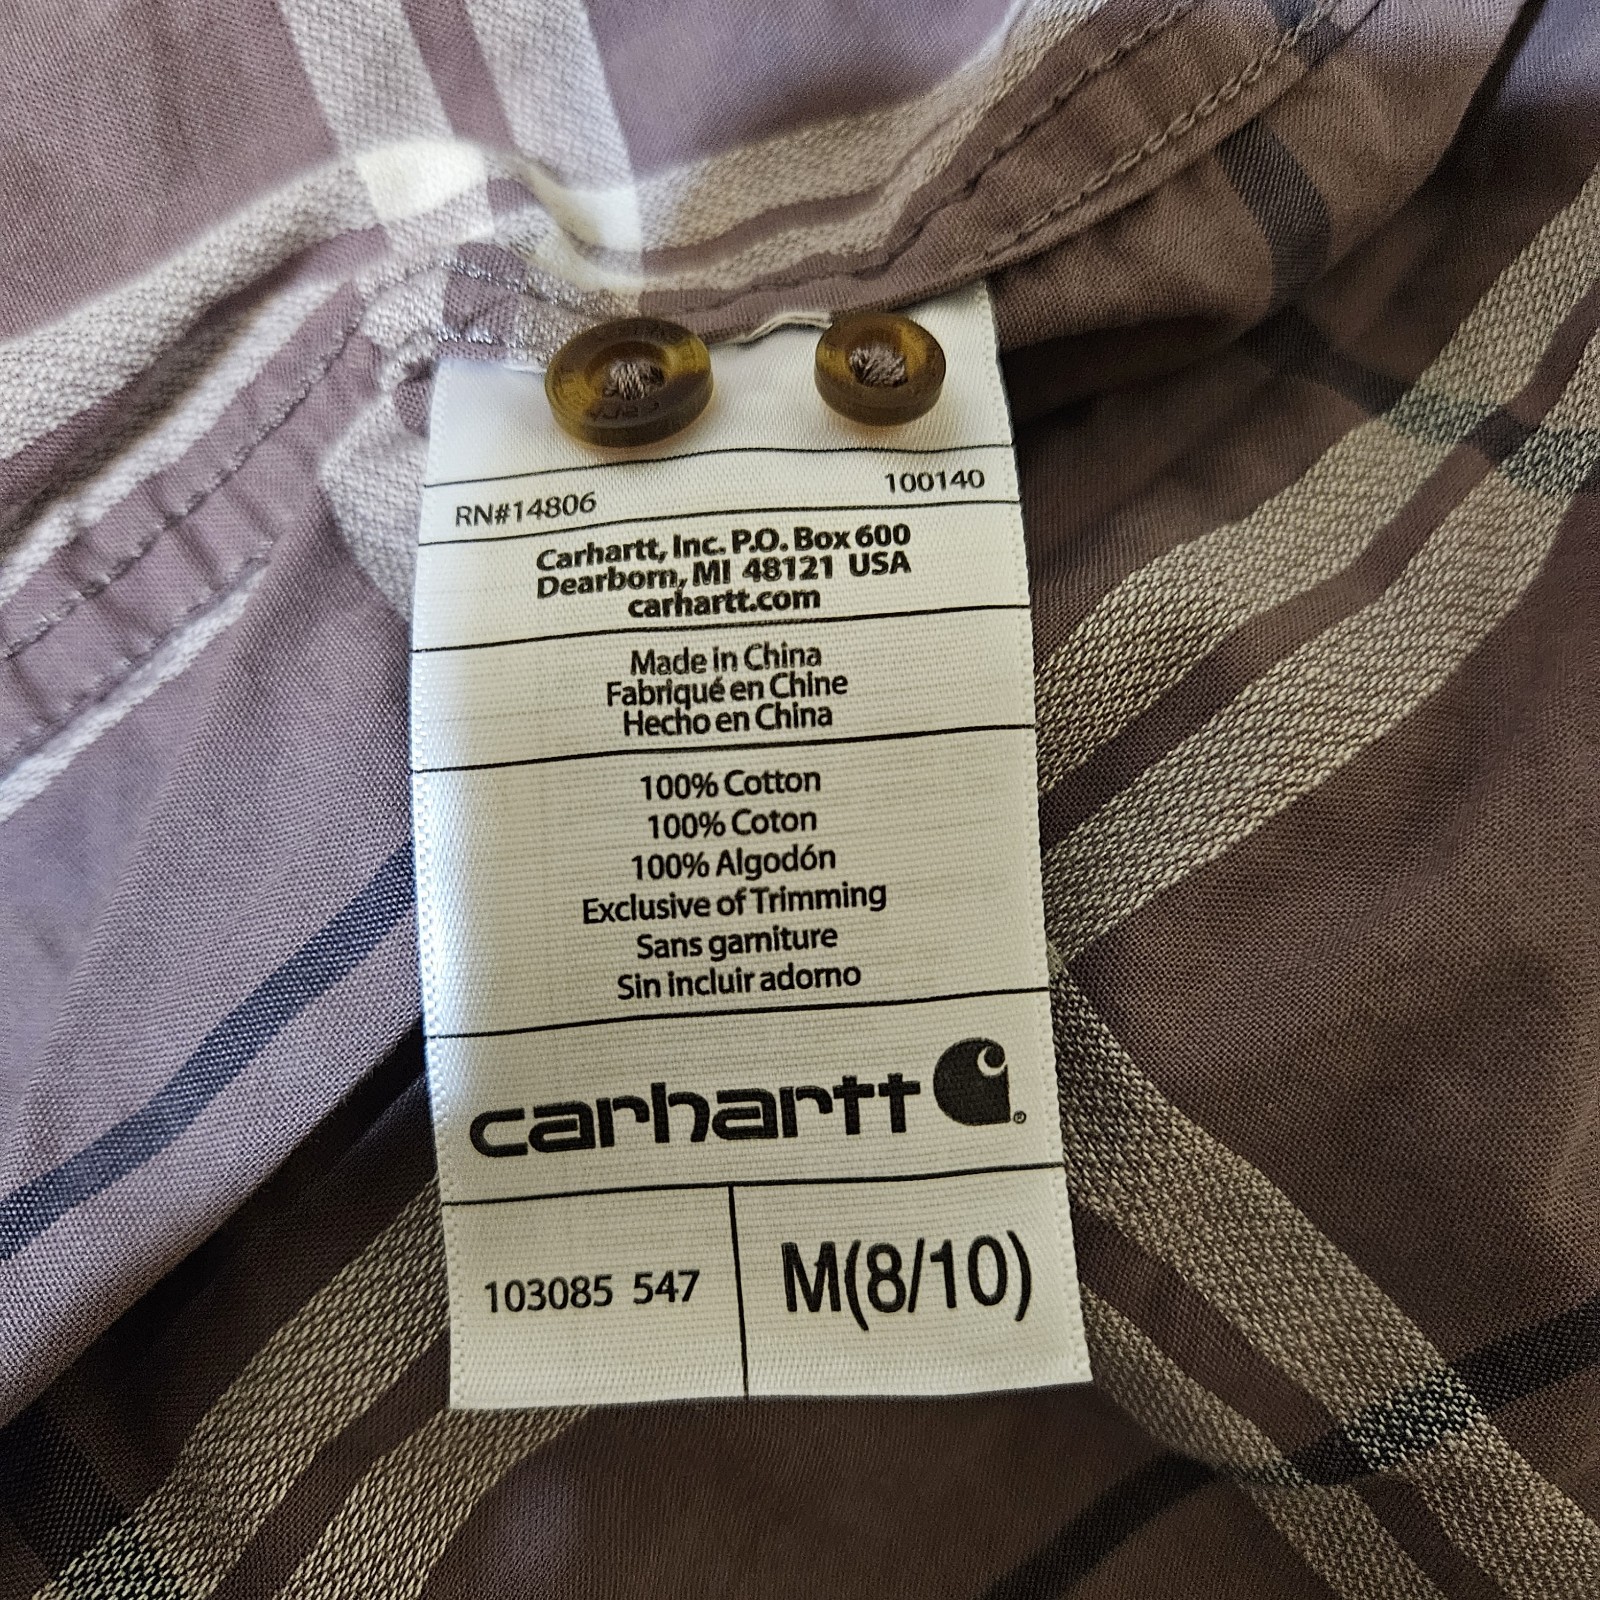 RN#14806 100140
Carhartt, Inc. P.O. Box 600
Dearborn, MI 48121 USA
carhartt.com
Made in China
Fabriqué en Chine
Hecho en China
100% Cotton
100% Coton
100% Algodón
Exclusive of Trimming
Sans garniture
Sin incluir adorno
carhartt
103085 547 M(8/10)